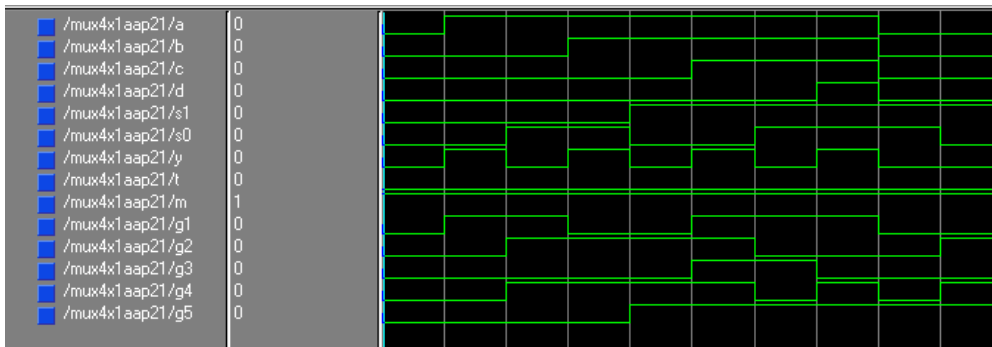 /mux4x1aap21/a 0
/mux4x1aap21/b 0
/mux4x1aap21/c 0
/mux4x1aap21/d 0
/mux4x1aap21/s1 0
/mux4x1aap21/s0 0
/mux4x1aap21/y 0
/mux4x1aap21/t 0
/mux4x1aap21/m 1
/mux4x1aap21/g1 0
/mux4x1aap21/g2 0
/mux4x1aap21/g3 0
/mux4x1aap21/g4 0
/mux4x1aap21/g5 0